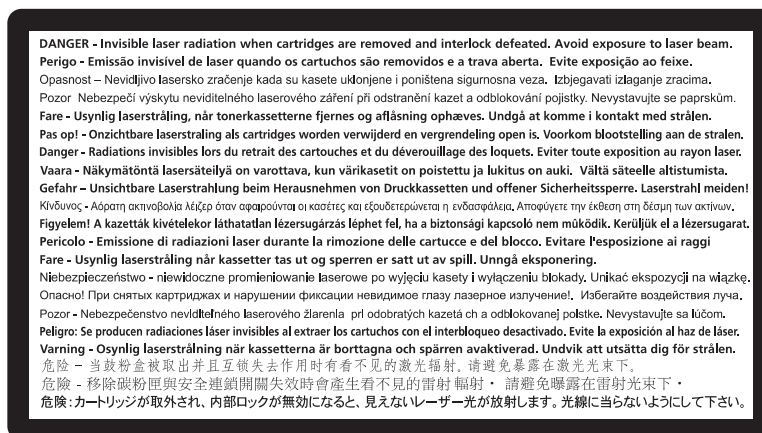 DANGER - Invisible laser radiation when cartridges are removed and interlock defeated. Avoid exposure to laser beam.
Perigo - Emissão invisível de laser quando os cartuchos são removidos e a trava aberta. Evite exposição ao feixe.
Opasnost – Nevidljivo lasersko zračenje kada su kasete uklonjene i poništena sigurnosna veza. Izbjegavati izlaganje zracima.
Pozor Nebezpečí výskytu neviditelného laserového záření při odstranění kazet a odblokování pojistky. Nevystavujte se paprskům.
Fare - Usynlig laserstråling, når tonerkassetterne fjernes og aflåsning ophæves. Undgå at komme i kontakt med strålen.
Pas op! - Onzichtbare laserstraling als cartridges worden verwijderd en vergrendeling open is. Voorkom blootstelling aan de stralen.
Danger - Radiations invisibles lors du retrait des cartouches et du déverouillage des loquets. Eviter toute exposition au rayon laser.
Vaara - Näkymätöntä lasersäteilyä on varottava, kun värikasetit on poistettu ja lukitus on auki. Vältä säteelle altistumista.
Gefahr – Unsichtbare Laserstrahlung beim Herausnehmen von Druckkassetten und offener Sicherheitssperre. Laserstrahl meiden!
Κίνδυνος - Αόρατη ακτινοβολία λέιζερ όταν αφαιρούνται οι κασέτες και εξουδετερώνεται η ενδασφάλεια. Αποφύγετε την έκθεση στη δέσμη των ακτίνων.
Figyelem! A kazetták kivételekor láthatatlan lézersugárzás léphet fel, ha a biztonsági kapcsoló nem működik. Kerüljük el a lézersugarat.
Pericolo - Emissione di radiazioni laser durante la rimozione delle cartucce e del blocco. Evitare l'esposizione ai raggi
Fare - Usynlig laserstråling når kassetter tas ut og sperren er satt ut av spill. Unngå eksponering.
Niebezpieczeństwo - niewidoczne promieniowanie laserowe po wyjęciu kasety i wyłączeniu blokady. Unikać ekspozycji na wiązkę.
Опасно! При снятых картриджах и нарушении фиксации невидимое глазу лазерное излучение!. Избегайте воздействия луча.
Pozor - Nebezpečenstvo neviditeľného laserového žiarenia pri odobratých kazetách a odblokovanej poistke. Nevystavujte sa lúčom.
Peligro: Se producen radiaciones láser invisibles al extraer los cartuchos con el interbloqueo desactivado. Evite la exposición al haz de láser.
Varning - Osynlig laserstrålning när kassetterna är borttagna och spärren avaktiverad. Undvik att utsätta dig för strålen.
危险 – 当鼓粉盒被取出并且互锁失去作用时有看不见的激光辐射。请避免暴露在激光光束下。
危險 - 移除碳粉匣與安全連鎖開關失效時會產生看不見的雷射 輻射・ 請避免曝露在雷射光束下・
危険：カートリッジが取外され、内部ロックが無効になると、見えないレーザー光が放射します。光線に当らないようにして下さい。